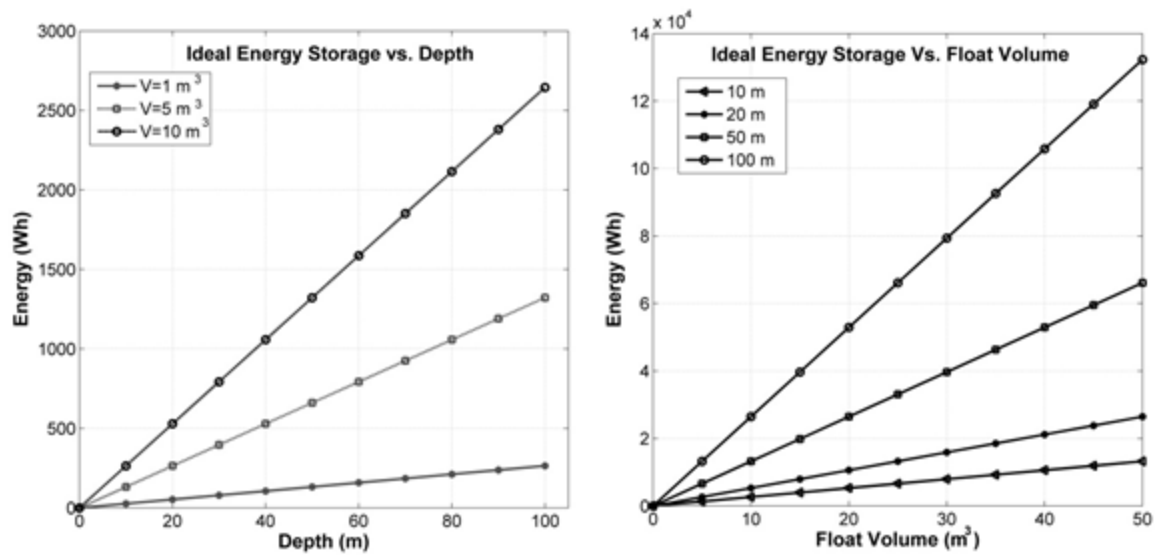 Ideal Energy Storage vs. Depth
V=1 m³
V=5 m³
V=10 m³
3000
2500
2000
1500
1000
500
0
Energy (Wh)
0 20 40 60 80 100
Depth (m)
x 10⁴
Ideal Energy Storage Vs. Float Volume
10 m
20 m
50 m
100 m
14
12
10
8
6
4
2
0
Energy (Wh)
0 10 20 30 40 50
Float Volume (m³)